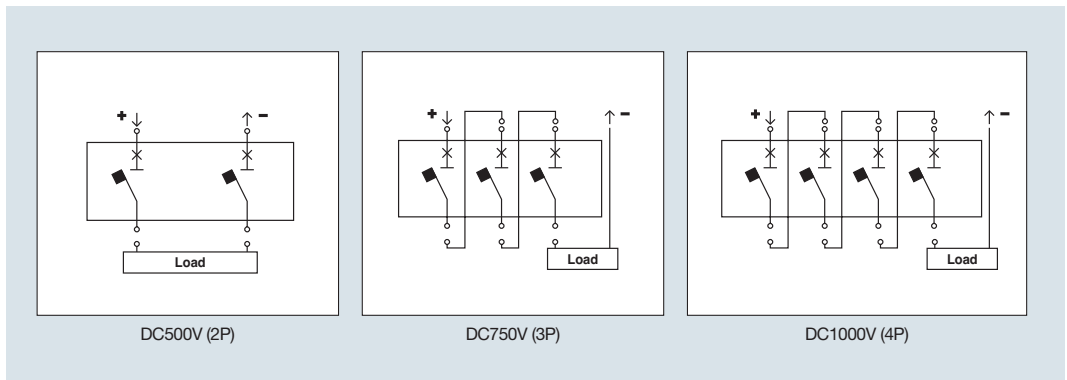 + −
Load
DC500V (2P)
+ −
Load
DC750V (3P)
+ −
Load
DC1000V (4P)